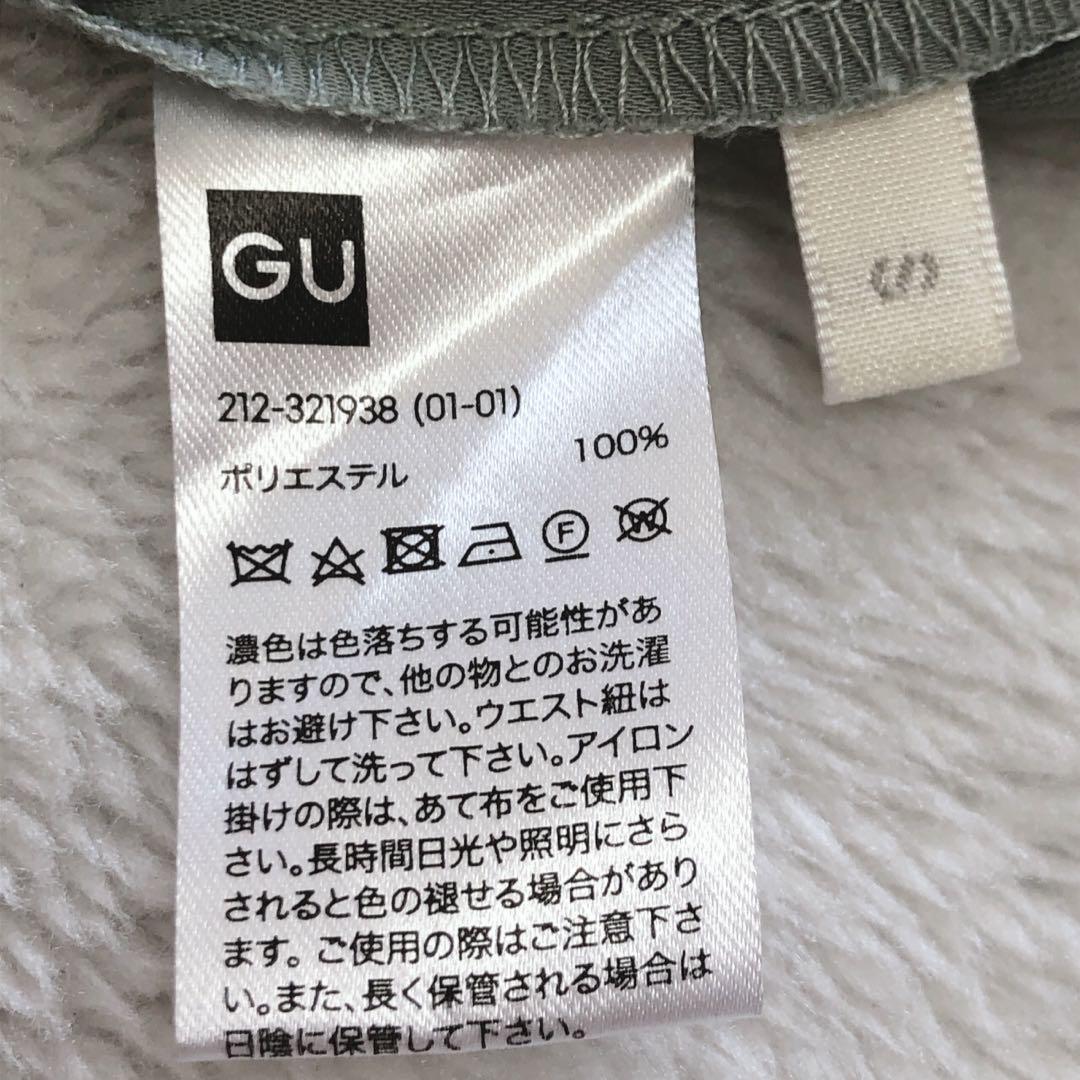 GU
212-321938 (01-01)
ポリエステル 100%
F W
濃色は色落ちする可能性があ
りますので、他の物とのお洗濯
はお避け下さい。ウエスト紐は
はずして洗って下さい。アイロン
掛けの際は、あて布をご使用下
さい。長時間日光や照明にさら
されると色の褪せる場合があり
ます。ご使用の際はご注意下さ
い。また、長く保管される場合は
日陰に保管して下さい。